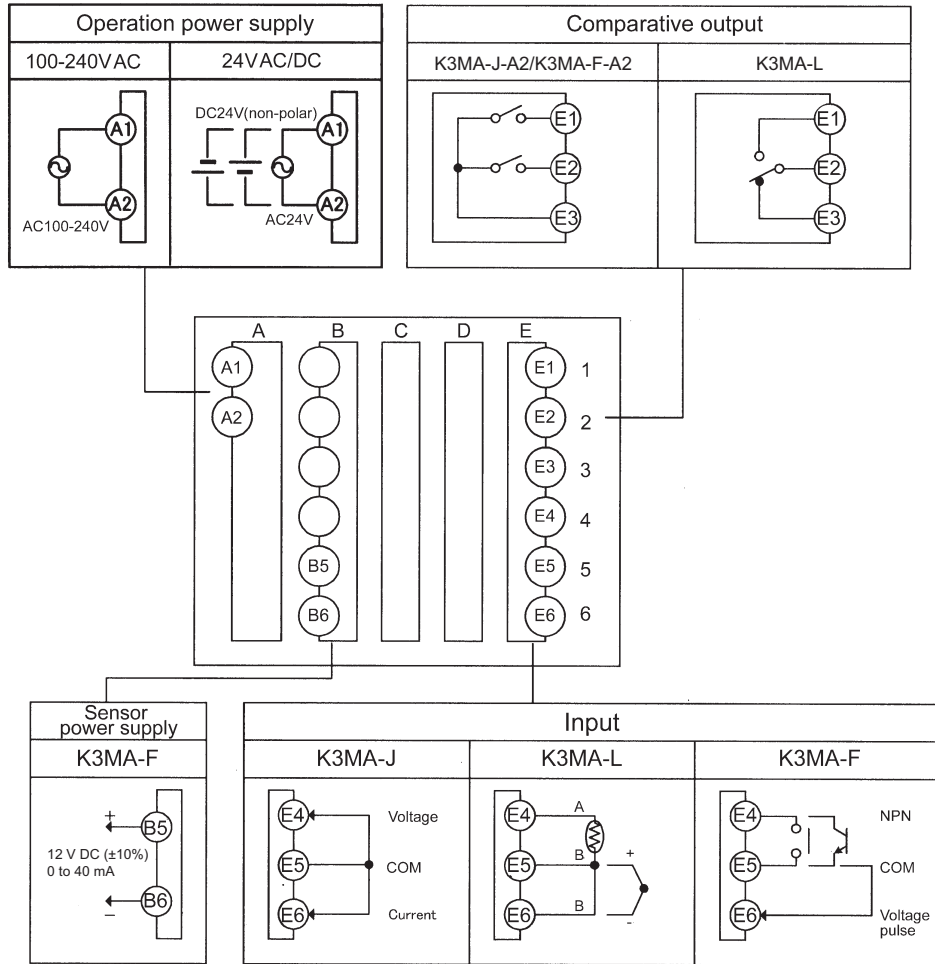 Operation power supply
100-240V AC
24VAC/DC
A1
A2
AC100-240V
DC24V(non-polar)
A1
A2
AC24V
Comparative output
K3MA-J-A2/K3MA-F-A2
K3MA-L
E1
E2
E3
E1
E2
E3
A B C D E
A1 E1 1
A2 E2 2
E3 3
E4 4
B5 E5 5
B6 E6 6
Sensor
power supply
K3MA-F
+ B5
12 V DC (±10%)
0 to 40 mA
– B6
Input
K3MA-J
E4 Voltage
E5 COM
E6 Current
K3MA-L
E4 A
E5 B +
E6 B -
K3MA-F
E4 NPN
E5 COM
E6 Voltage
pulse